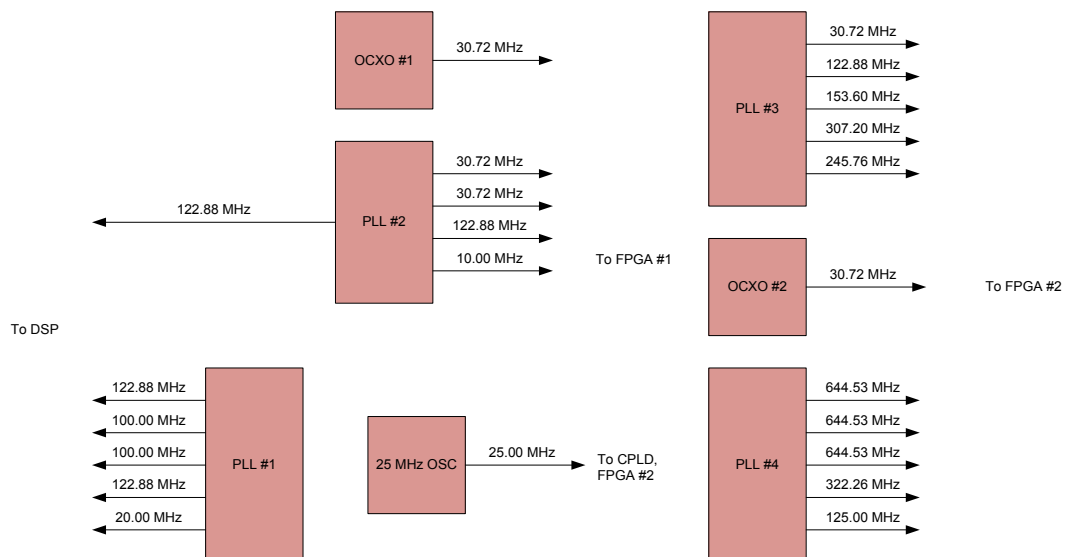 OCXO #1
30.72 MHz
PLL #3
30.72 MHz
122.88 MHz
153.60 MHz
307.20 MHz
245.76 MHz
122.88 MHz
PLL #2
30.72 MHz
30.72 MHz
122.88 MHz
10.00 MHz
To FPGA #1
OCXO #2
30.72 MHz
To FPGA #2
To DSP
122.88 MHz
100.00 MHz
100.00 MHz
122.88 MHz
20.00 MHz
PLL #1
25 MHz OSC
25.00 MHz
To CPLD,
FPGA #2
PLL #4
644.53 MHz
644.53 MHz
644.53 MHz
322.26 MHz
125.00 MHz